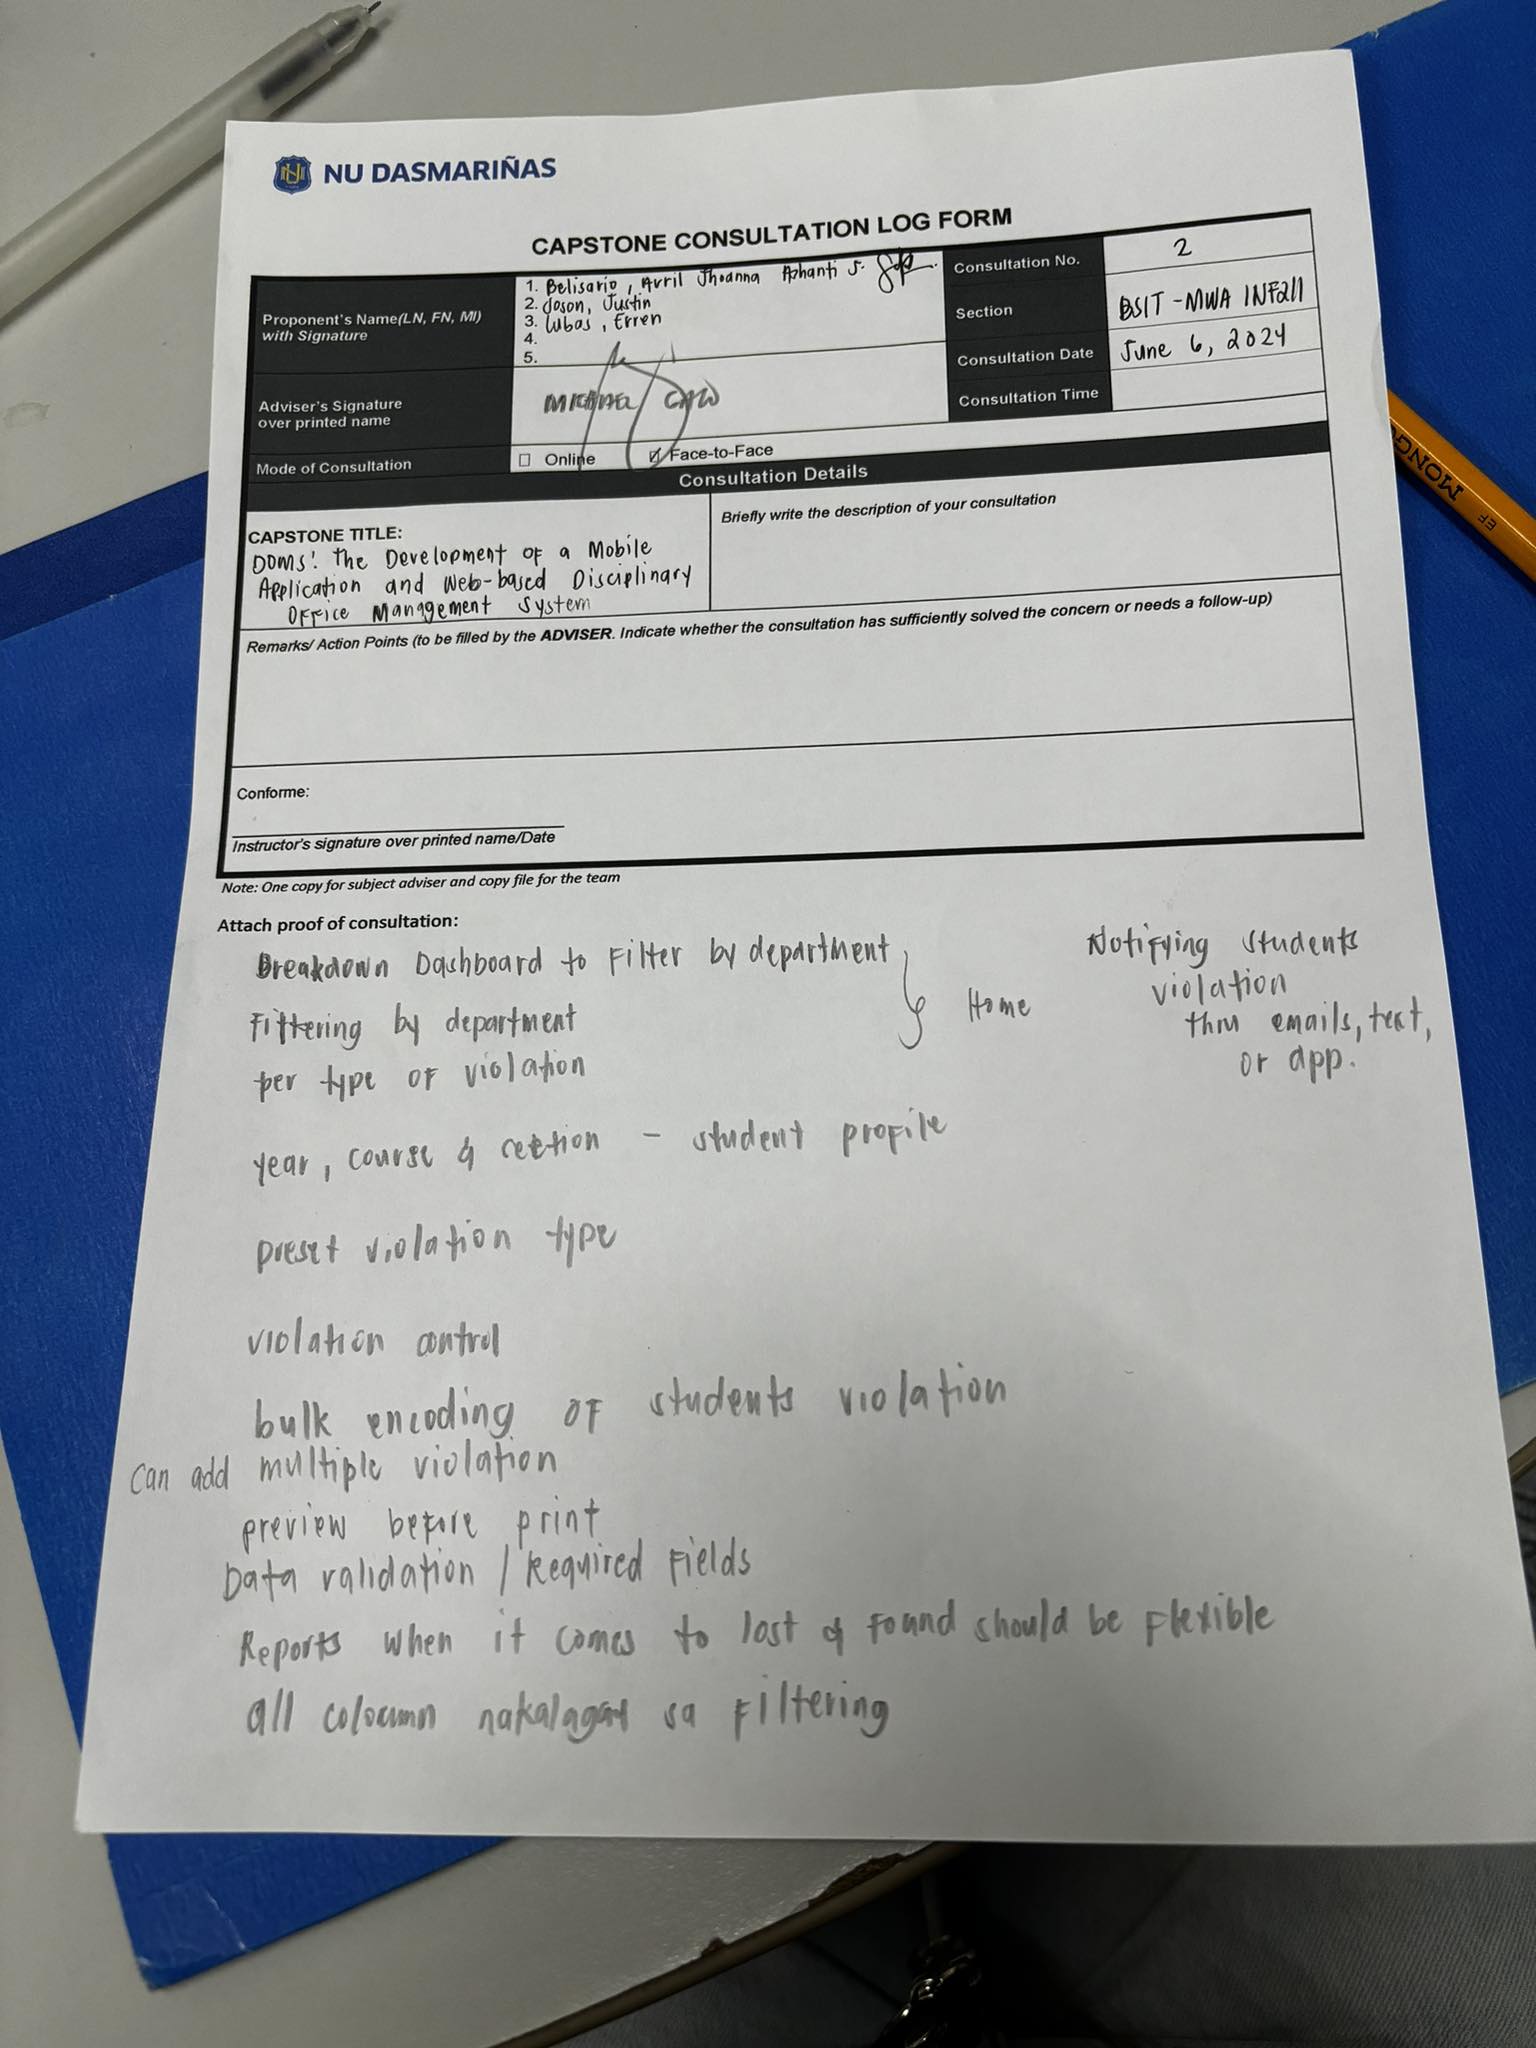 NU DASMARIÑAS
CAPSTONE CONSULTATION LOG FORM
Proponent's Name(LN, FN, MI)
with Signature
1. Belisario, Avril Jhoanna Ashanti S.
2. Joson, Justin
3. Lubas, Erren
4.
5.
Consultation No.
2
Section
BSIT-MWA INF211
Consultation Date
June 6, 2024
Consultation Time
Adviser's Signature
over printed name
Mode of Consultation
Online
Face-to-Face
Consultation Details
CAPSTONE TITLE:
DOMS: The Development of a Mobile
Application and Web-based Disciplinary
Office Management System
Briefly write the description of your consultation
Remarks/ Action Points (to be filled by the ADVISER. Indicate whether the consultation has sufficiently solved the concern or needs a follow-up)
Conforme:
Instructor's signature over printed name/Date
Note: One copy for subject adviser and copy file for the team
Attach proof of consultation:
Breakdown Dashboard to Filter by department
Filtering by department
per type of violation
Home
Notifying students
violation
thru emails, text,
or app.
year, course & section - student profile
preset violation type
violation control
bulk encoding of students violation
can add multiple violation
preview before print
Data validation / Required Fields
Reports when it comes to lost & found should be flexible
all coloumn sa filtering
MONGO
EF